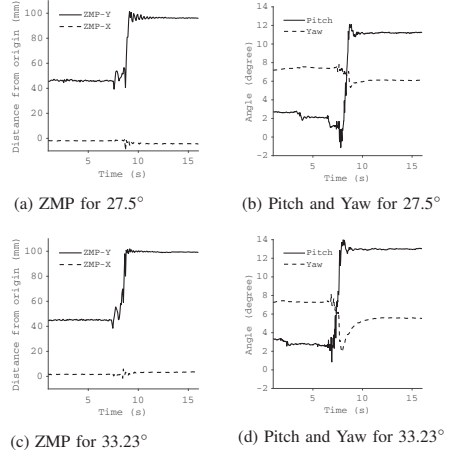 ZMP-Y
ZMP-X
Distance from origin (mm)
100
80
60
40
20
0
5
10
15
Time (s)
(a) ZMP for 27.5°
Pitch
Yaw
Angle (degree)
14
12
10
8
6
4
2
0
−2
5
10
15
Time (s)
(b) Pitch and Yaw for 27.5°
ZMP-Y
ZMP-X
Distance from origin (mm)
100
80
60
40
20
0
5
10
15
Time (s)
(c) ZMP for 33.23°
Pitch
Yaw
Angle (degree)
14
12
10
8
6
4
2
0
−2
5
10
15
Time (s)
(d) Pitch and Yaw for 33.23°